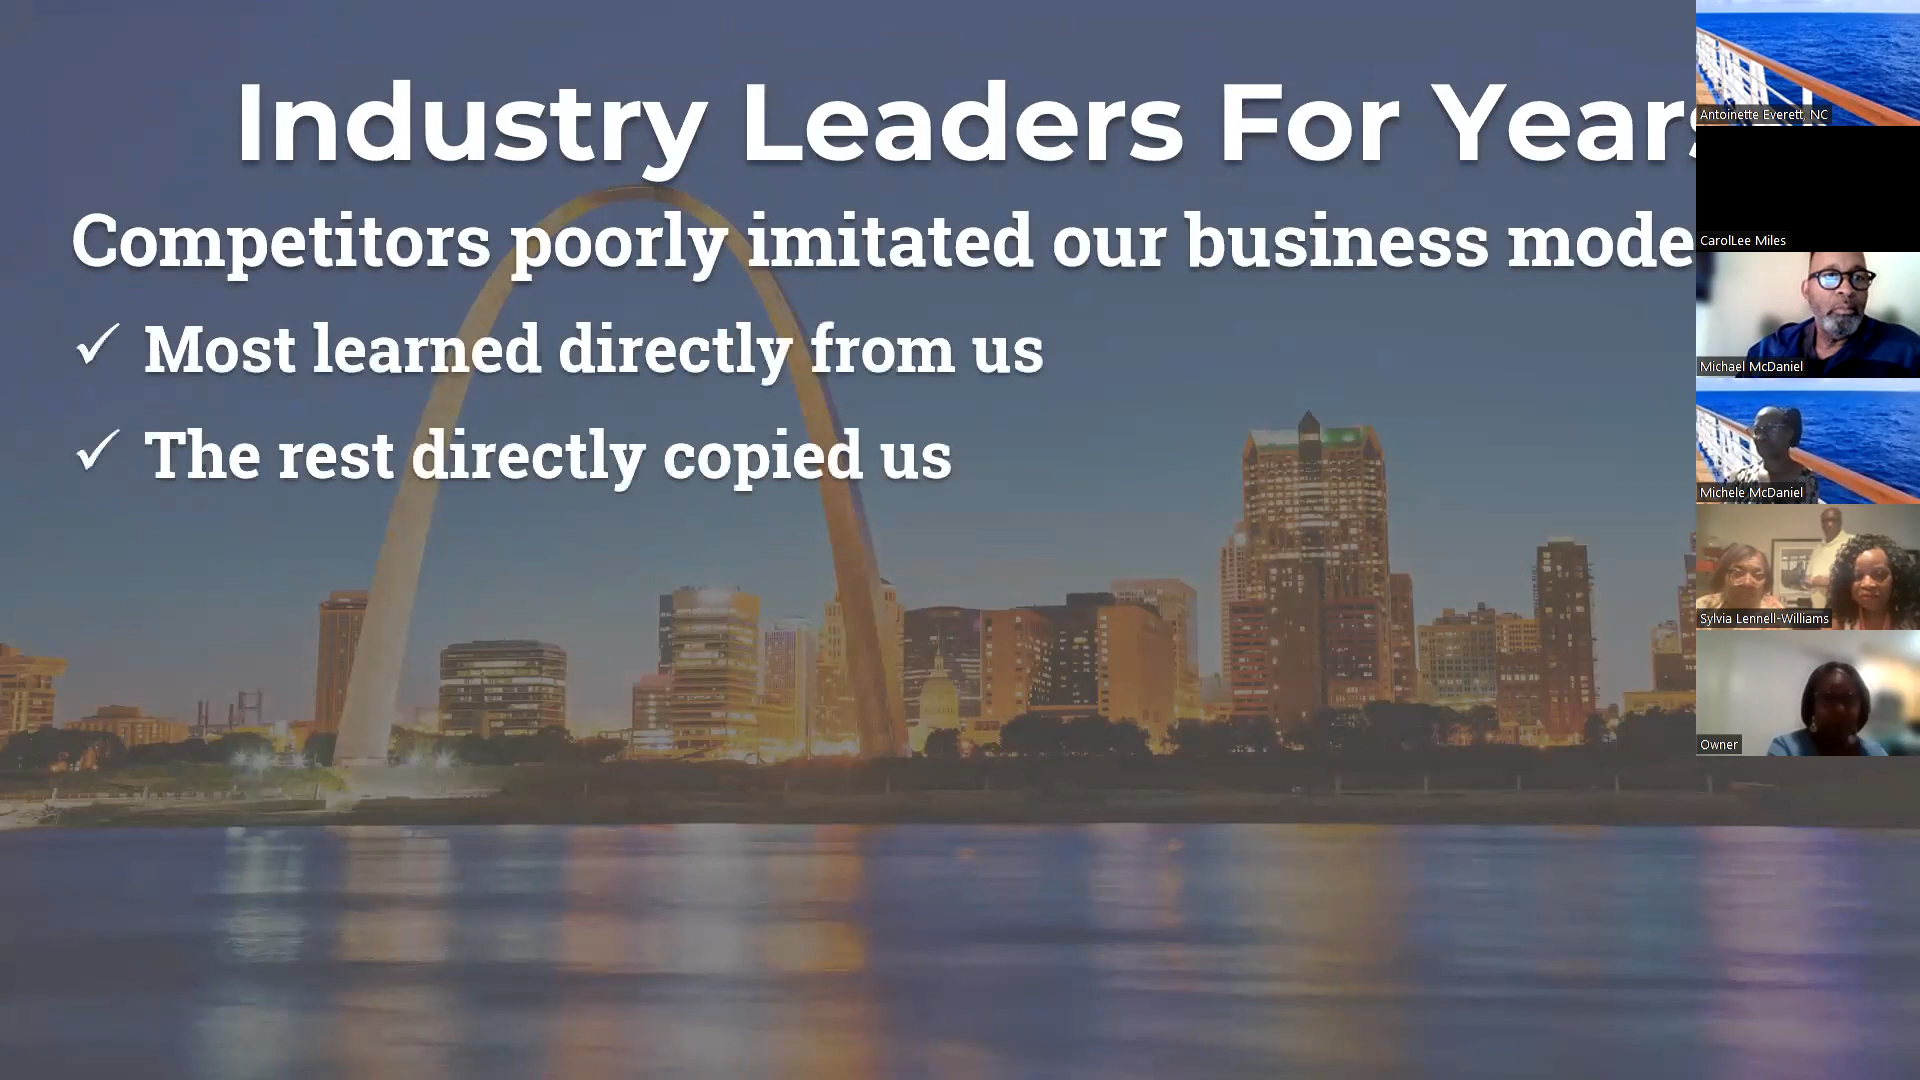 Industry Leaders For Years
Competitors poorly imitated our business mode
✓ Most learned directly from us
✓ The rest directly copied us
Antoinette Everett, NC
CarolLee Miles
Michael McDaniel
Michele McDaniel
Sylvia Lennell-Williams
Owner